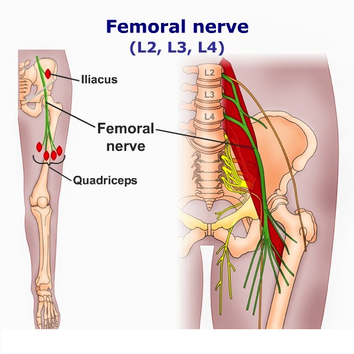 Femoral nerve
(L2, L3, L4)
Iliacus
Femoral
nerve
Quadriceps
L2
L3
L4